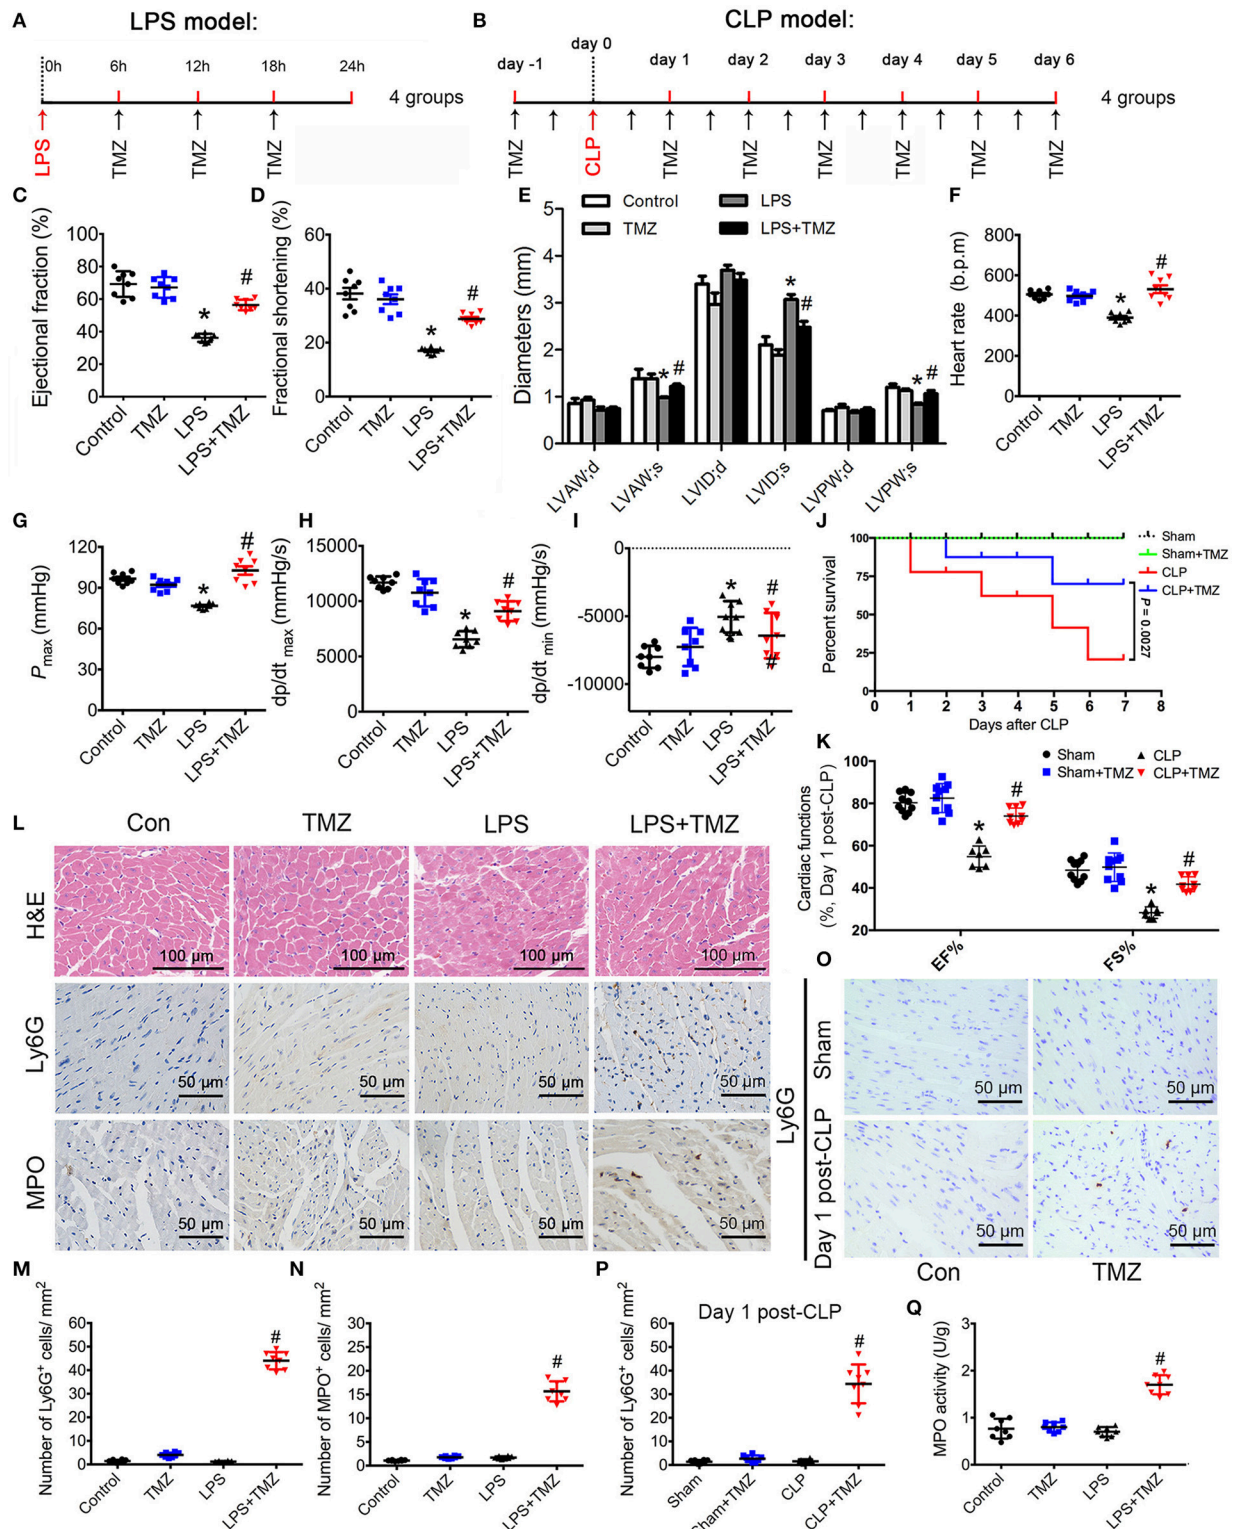 A
LPS model:
0h
6h
12h
18h
24h
4 groups
LPS
TMZ
TMZ
TMZ
B
CLP model:
day -1
day 0
day 1
day 2
day 3
day 4
day 5
day 6
4 groups
TMZ
CLP
TMZ
TMZ
TMZ
TMZ
TMZ
TMZ
C
Ejectional fraction (%)
100
80
60
40
20
0
*
#
Control
TMZ
LPS
LPS+TMZ
D
Fractional shortening (%)
60
40
20
0
*
#
Control
TMZ
LPS
LPS+TMZ
E
Control
TMZ
LPS
LPS+TMZ
Diameters (mm)
5
4
3
2
1
0
* #
* #
* #
LVAW;d
LVAW;s
LVID;d
LVID;s
LVPW;d
LVPW;s
F
Heart rate (b.p.m)
800
600
400
200
0
*
#
Control
TMZ
LPS
LPS+TMZ
G
Pmax (mmHg)
120
90
60
30
0
*
#
Control
TMZ
LPS
LPS+TMZ
H
dp/dt max (mmHg/s)
15000
10000
5000
0
*
#
Control
TMZ
LPS
LPS+TMZ
I
dp/dt min (mmHg/s)
0
-5000
-10000
*
#
#
Control
TMZ
LPS
LPS+TMZ
J
Percent survival
100
75
50
25
0
0 1 2 3 4 5 6 7 8
Days after CLP
Sham
Sham+TMZ
CLP
CLP+TMZ
P = 0.0027
K
Cardiac functions
(%, Day 1 post-CLP)
100
80
60
40
20
Sham
Sham+TMZ
CLP
CLP+TMZ
*
#
*
#
EF%
FS%
L
Con
TMZ
LPS
LPS+TMZ
H&E
100 µm
100 µm
100 µm
100 µm
Ly6G
50 µm
50 µm
50 µm
50 µm
MPO
50 µm
50 µm
50 µm
50 µm
O
Ly6G
Sham
50 µm
50 µm
Day 1 post-CLP
50 µm
50 µm
Con
TMZ
M
Number of Ly6G+ cells/ mm2
60
50
40
30
20
10
0
#
Control
TMZ
LPS
LPS+TMZ
N
Number of MPO+ cells/ mm2
30
25
20
15
10
5
0
#
Control
TMZ
LPS
LPS+TMZ
P
Day 1 post-CLP
Number of Ly6G+ cells/ mm2
60
50
40
30
20
10
0
#
Sham
Sham+TMZ
CLP
CLP+TMZ
Q
MPO activity (U/g)
3
2
1
0
#
Control
TMZ
LPS
LPS+TMZ